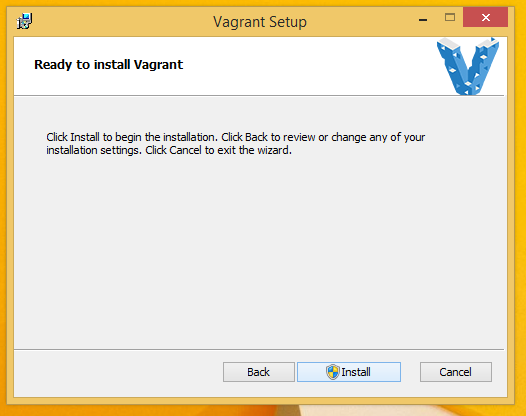 Vagrant Setup
Ready to install Vagrant
Click Install to begin the installation. Click Back to review or change any of your
installation settings. Click Cancel to exit the wizard.
Back
Install
Cancel